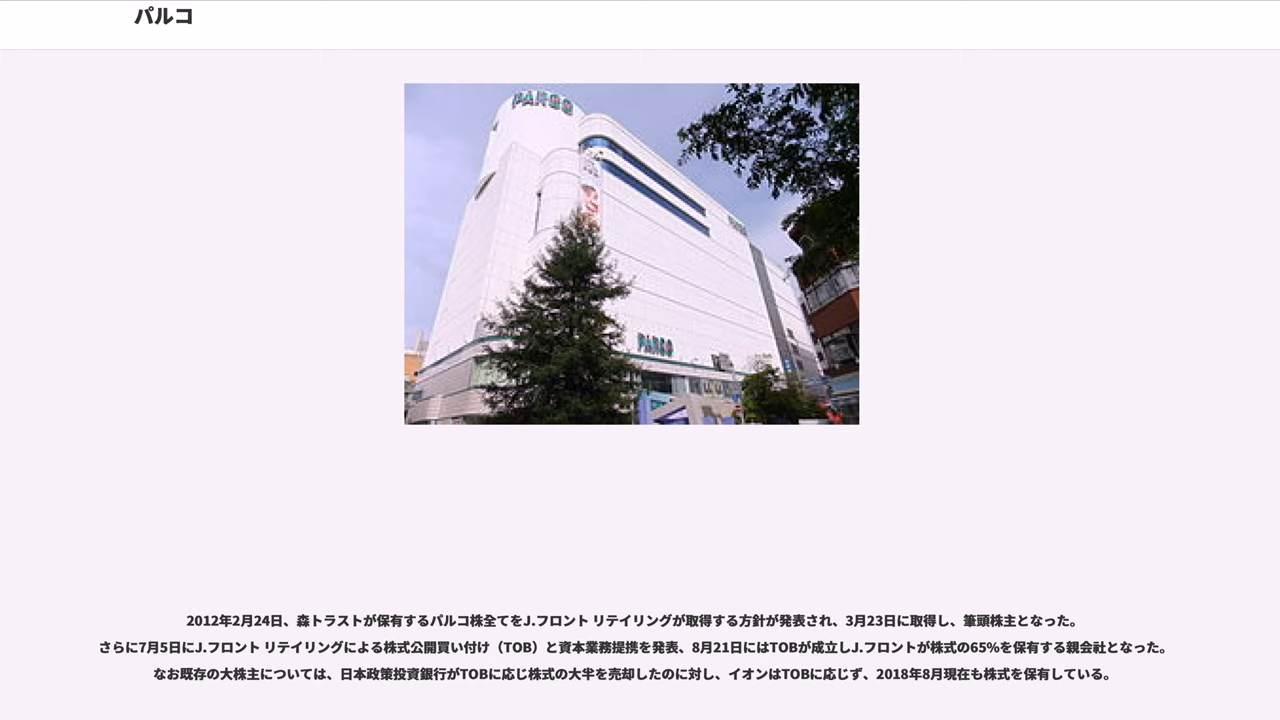 パルコ
PARCO
PARCO
2012年2月24日、森トラストが保有するパルコ株全てをJ.フロント リテイリングが取得する方針が発表され、3月23日に取得し、筆頭株主となった。
さらに7月5日にJ.フロント リテイリングによる株式公開買い付け（TOB）と資本業務提携を発表、8月21日にはTOBが成立しJ.フロントが株式の65%を保有する親会社となった。
なお既存の大株主については、日本政策投資銀行がTOBに応じ株式の大半を売却したのに対し、イオンはTOBに応じず、2018年8月現在も株式を保有している。